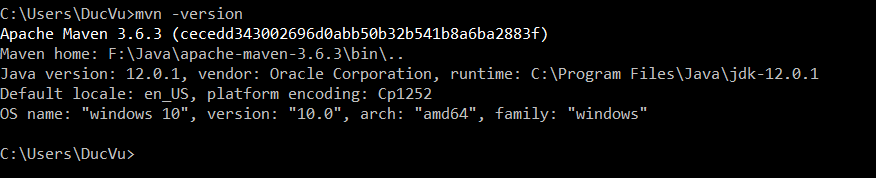 C:\Users\DucVu>mvn -version
Apache Maven 3.6.3 (cecedd343002696d0abb50b32b541b8a6ba2883f)
Maven home: F:\Java\apache-maven-3.6.3\bin\..
Java version: 12.0.1, vendor: Oracle Corporation, runtime: C:\Program Files\Java\jdk-12.0.1
Default locale: en_US, platform encoding: Cp1252
OS name: "windows 10", version: "10.0", arch: "amd64", family: "windows"
C:\Users\DucVu>